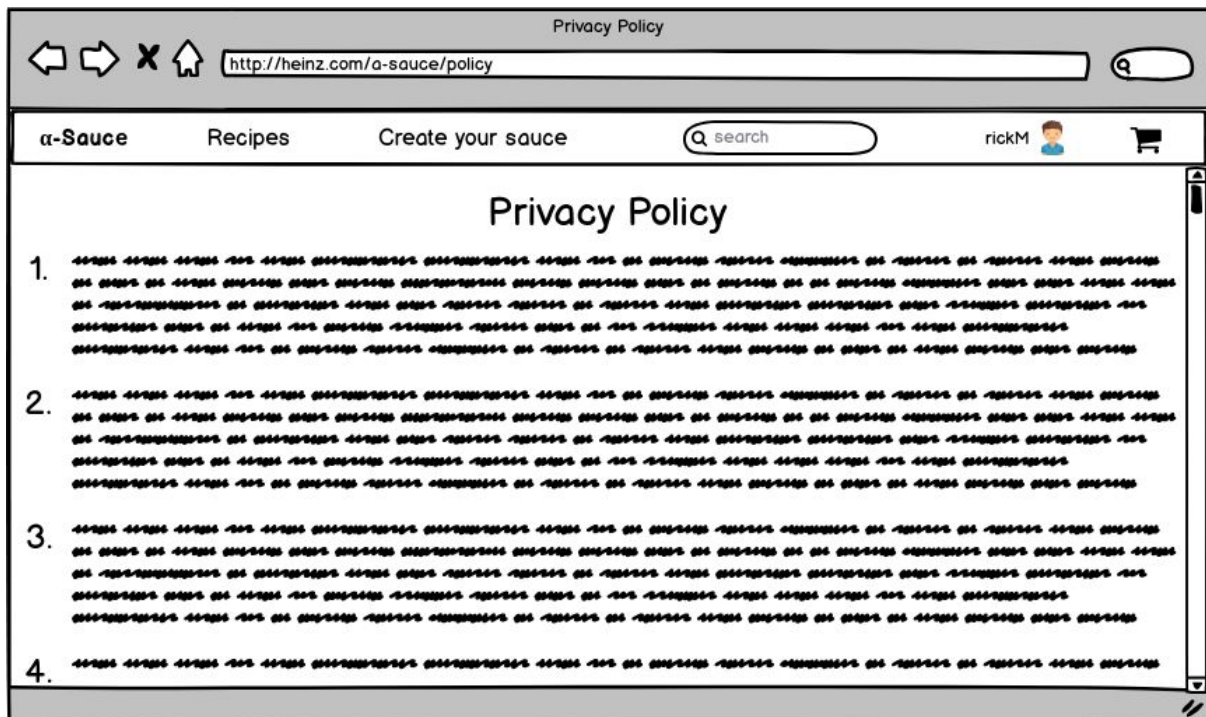 Privacy Policy
http://heinz.com/a-sauce/policy
α-Sauce Recipes Create your sauce search rickM
Privacy Policy
1.
2.
3.
4.